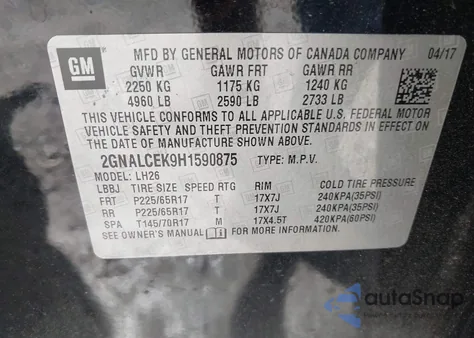 GM
MFD BY GENERAL MOTORS OF CANADA COMPANY 04/17
GVWR GAWR FRT GAWR RR
2250 KG 1175 KG 1240 KG
4960 LB 2590 LB 2733 LB
THIS VEHICLE CONFORMS TO ALL APPLICABLE U.S. FEDERAL MOTOR
VEHICLE SAFETY AND THEFT PREVENTION STANDARDS IN EFFECT ON
THE DATE OF MANUFACTURE SHOWN ABOVE.
2GNALCEK9H1590875 TYPE: M.P.V.
MODEL: LH26
LBBJ TIRE SIZE SPEED RTG RIM COLD TIRE PRESSURE
FRT P225/65R17 T 17X7J 240KPA(35PSI)
RR P225/65R17 T 17X7J 240KPA(35PSI)
SPA T145/70R17 M 17X4.5T 420KPA(60PSI)
SEE OWNER'S MANUAL FOR MORE INFORMATION
autoSnap